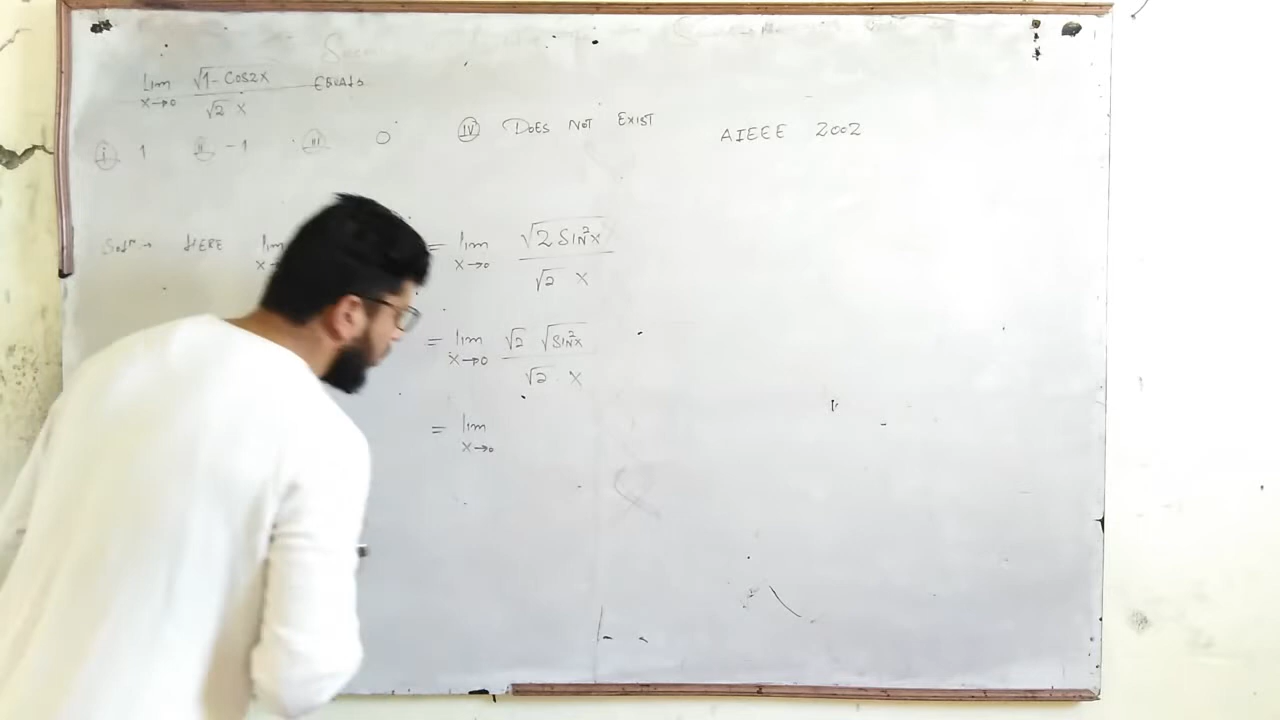 lim x→0 √1-COS2X / √2 X EQUALS
i 1 ii -1 iii 0 iv DOES NOT EXIST AIEEE 2002
Solⁿ:→ HERE lim x→ = lim x→0 √2 SIN²x / √2 X
= lim x→0 √2 √SIN²x / √2 . X
= lim x→0